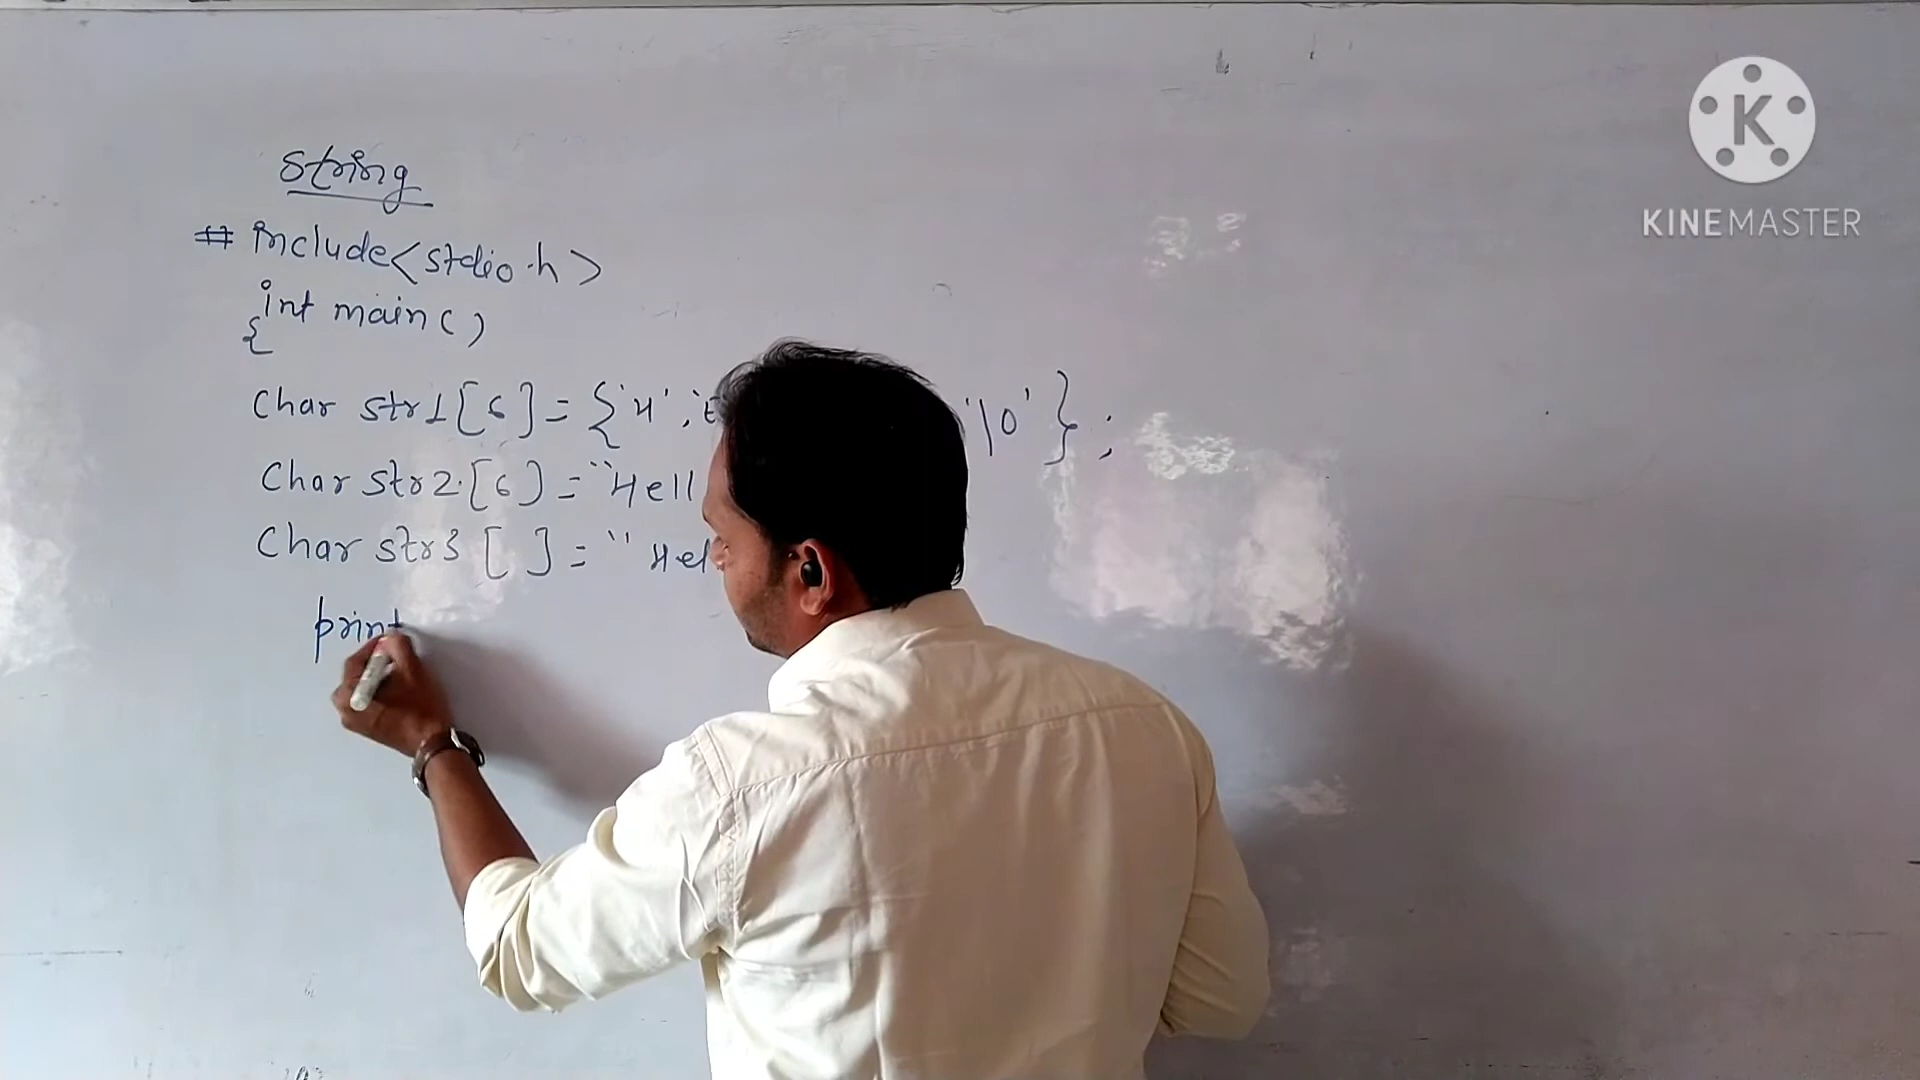 string
# include<stdio.h>
int main()
{
Char str1[6]={'H','E '\0'};
Char str2.[6]="Hell
Char str3[ ]="Hel
print
K
KINEMASTER